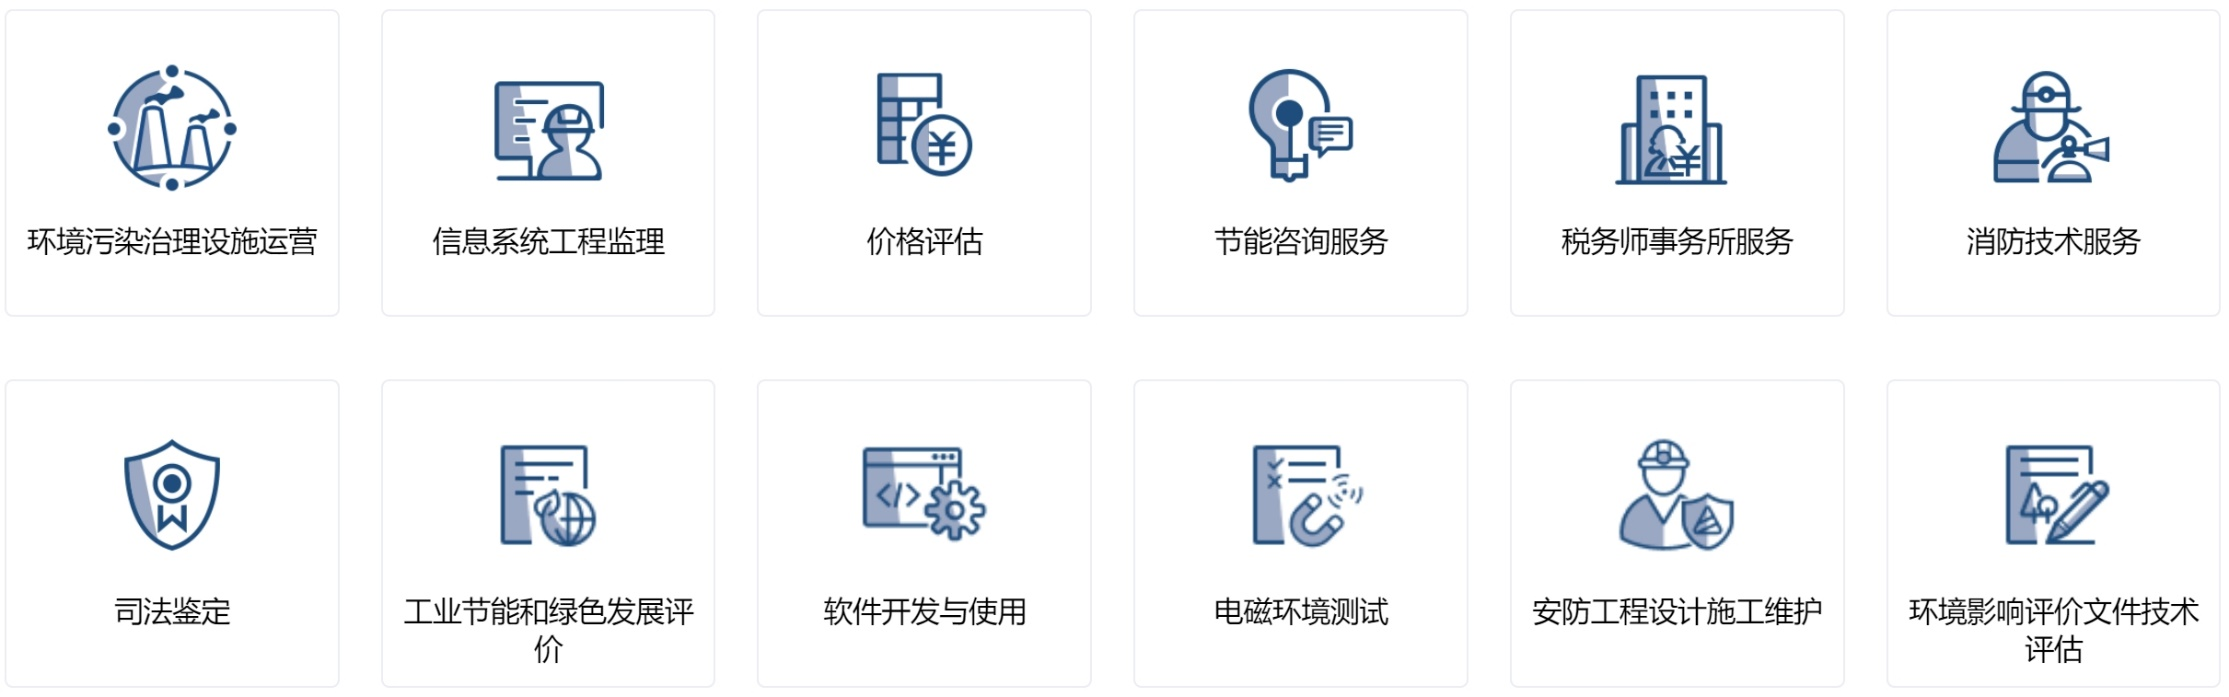 环境污染治理设施运营
信息系统工程监理
价格评估
节能咨询服务
税务师事务所服务
消防技术服务
司法鉴定
工业节能和绿色发展评
价
软件开发与使用
电磁环境测试
安防工程设计施工维护
环境影响评价文件技术
评估